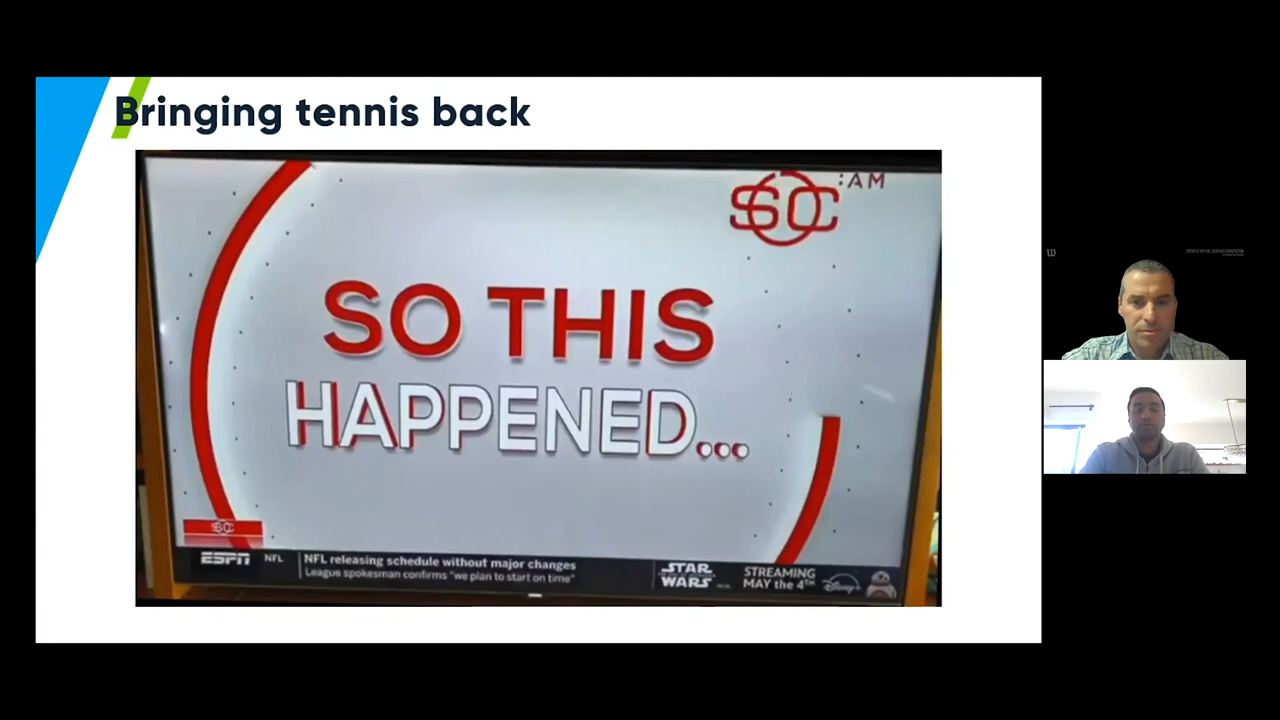 Bringing tennis back
SC :AM
SO THIS
HAPPENED...
SC
ESPN NFL NFL releasing schedule without major changes
League spokesman confirms "we plan to start on time"
STAR WARS
STREAMING
MAY the 4TH Disney+
w